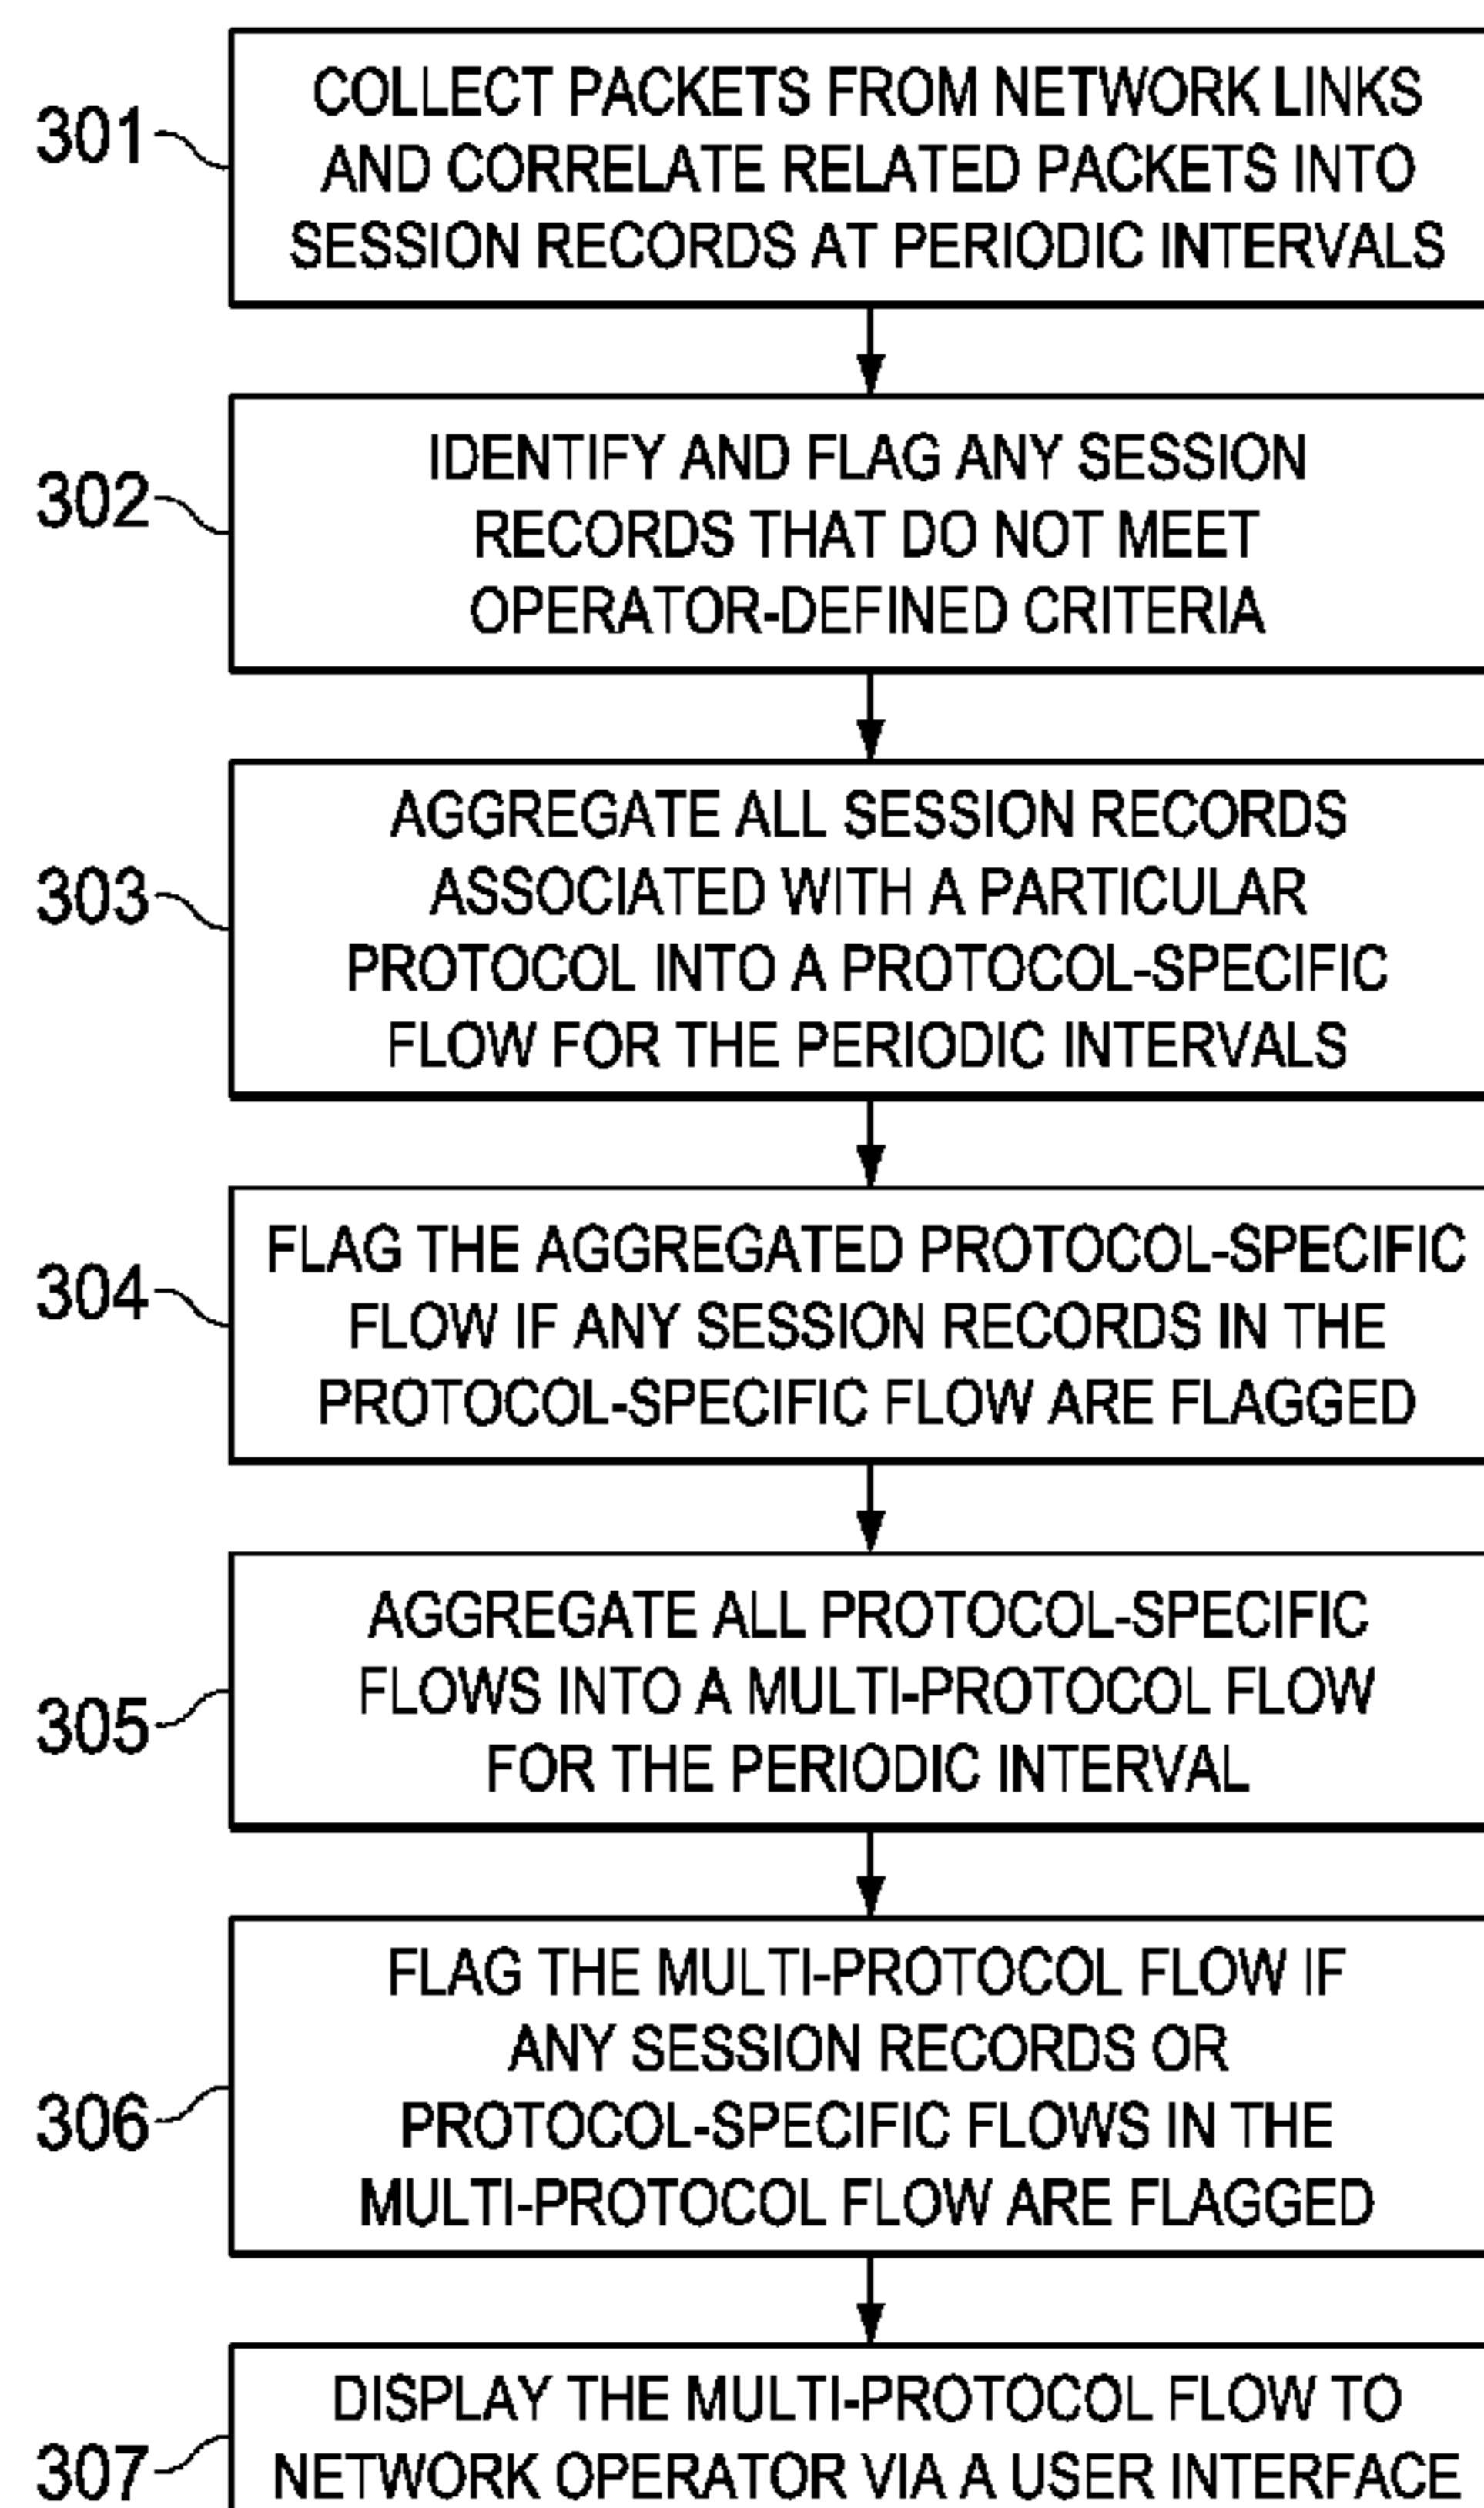 301
COLLECT PACKETS FROM NETWORK LINKS
AND CORRELATE RELATED PACKETS INTO
SESSION RECORDS AT PERIODIC INTERVALS
302
IDENTIFY AND FLAG ANY SESSION
RECORDS THAT DO NOT MEET
OPERATOR-DEFINED CRITERIA
303
AGGREGATE ALL SESSION RECORDS
ASSOCIATED WITH A PARTICULAR
PROTOCOL INTO A PROTOCOL-SPECIFIC
FLOW FOR THE PERIODIC INTERVALS
304
FLAG THE AGGREGATED PROTOCOL-SPECIFIC
FLOW IF ANY SESSION RECORDS IN THE
PROTOCOL-SPECIFIC FLOW ARE FLAGGED
305
AGGREGATE ALL PROTOCOL-SPECIFIC
FLOWS INTO A MULTI-PROTOCOL FLOW
FOR THE PERIODIC INTERVAL
306
FLAG THE MULTI-PROTOCOL FLOW IF
ANY SESSION RECORDS OR
PROTOCOL-SPECIFIC FLOWS IN THE
MULTI-PROTOCOL FLOW ARE FLAGGED
307
DISPLAY THE MULTI-PROTOCOL FLOW TO
NETWORK OPERATOR VIA A USER INTERFACE